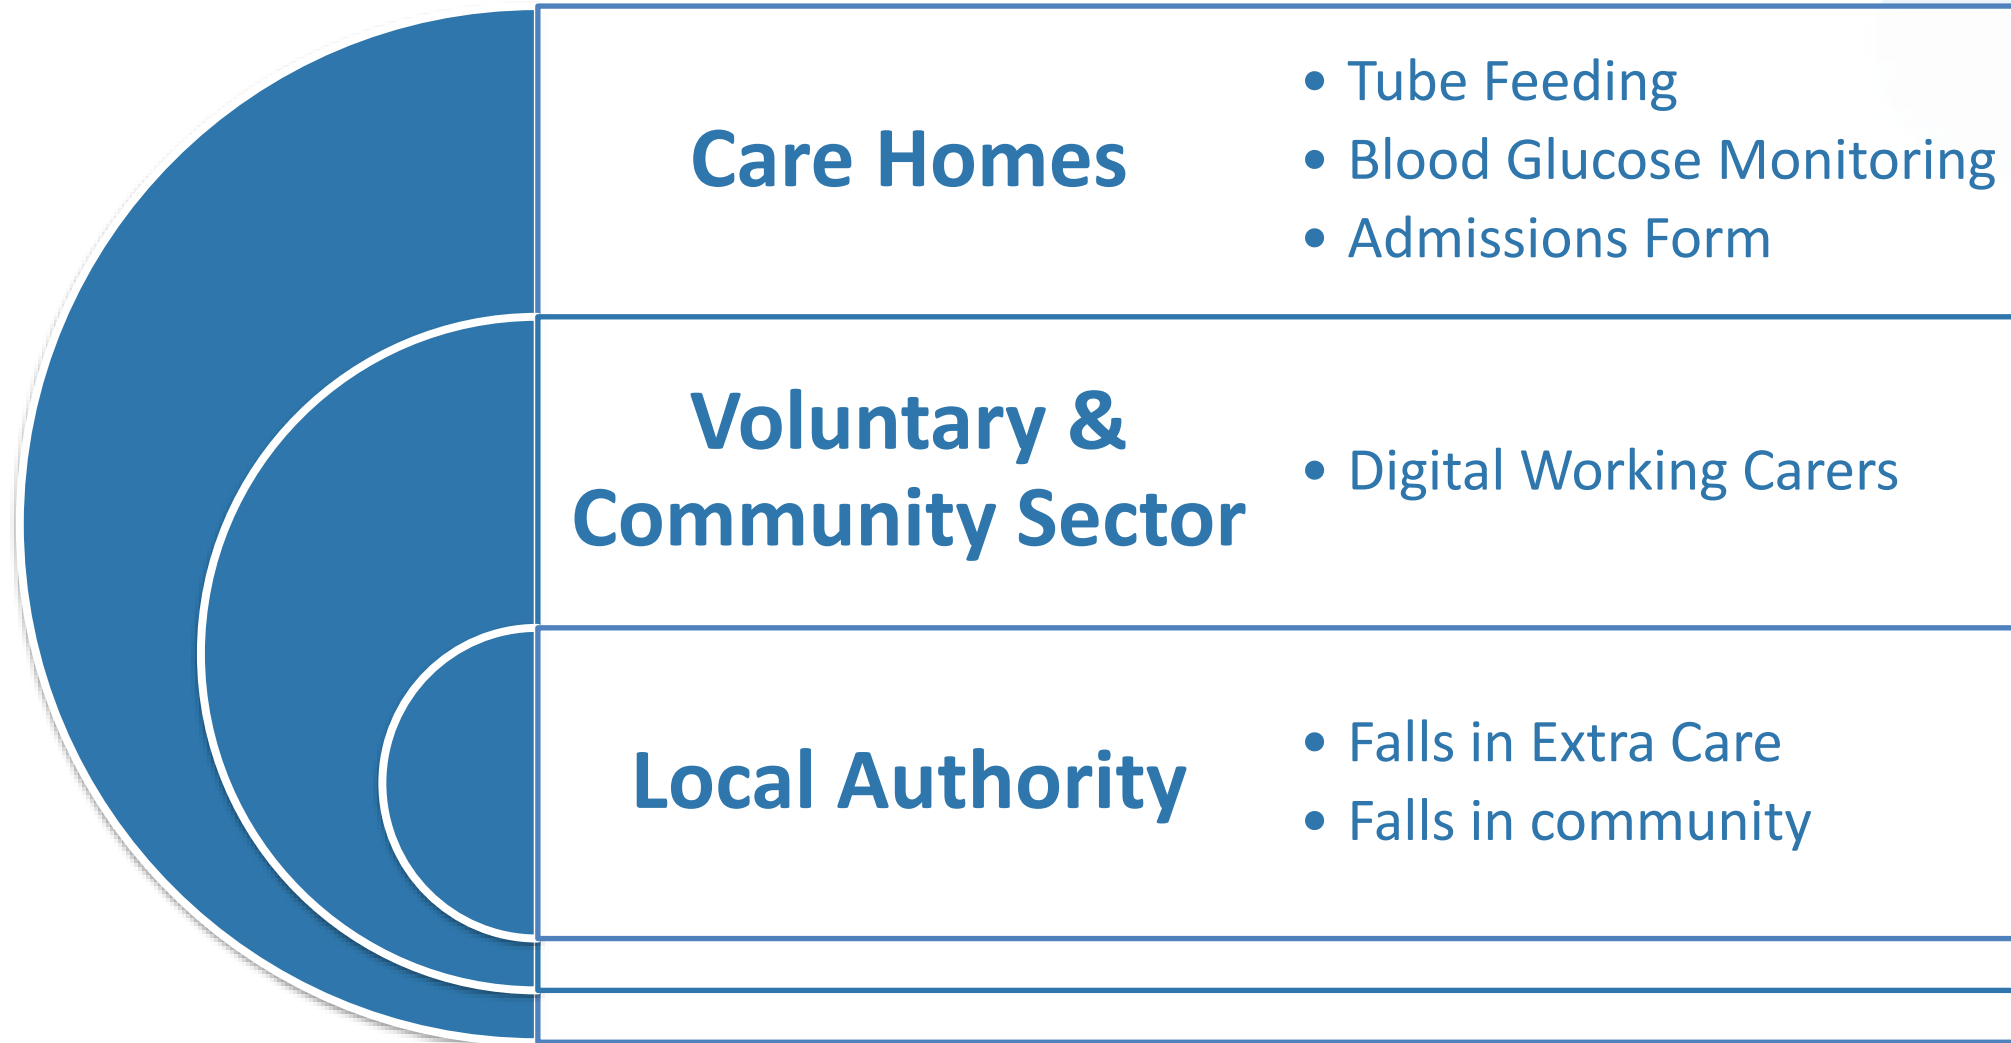 Care Homes
• Tube Feeding
• Blood Glucose Monitoring
• Admissions Form
Voluntary &
Community Sector
• Digital Working Carers
Local Authority
• Falls in Extra Care
• Falls in community